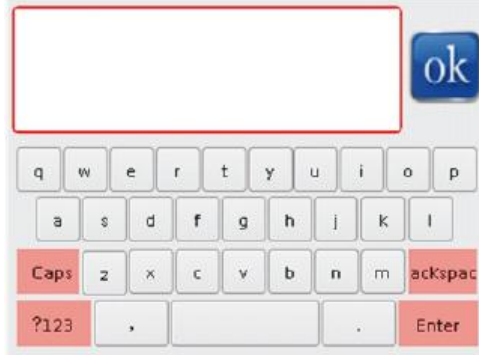 ok
q w e r t y u i o p
a s d f g h j k l
Caps z x c v b n m ackspac
?123 , . Enter